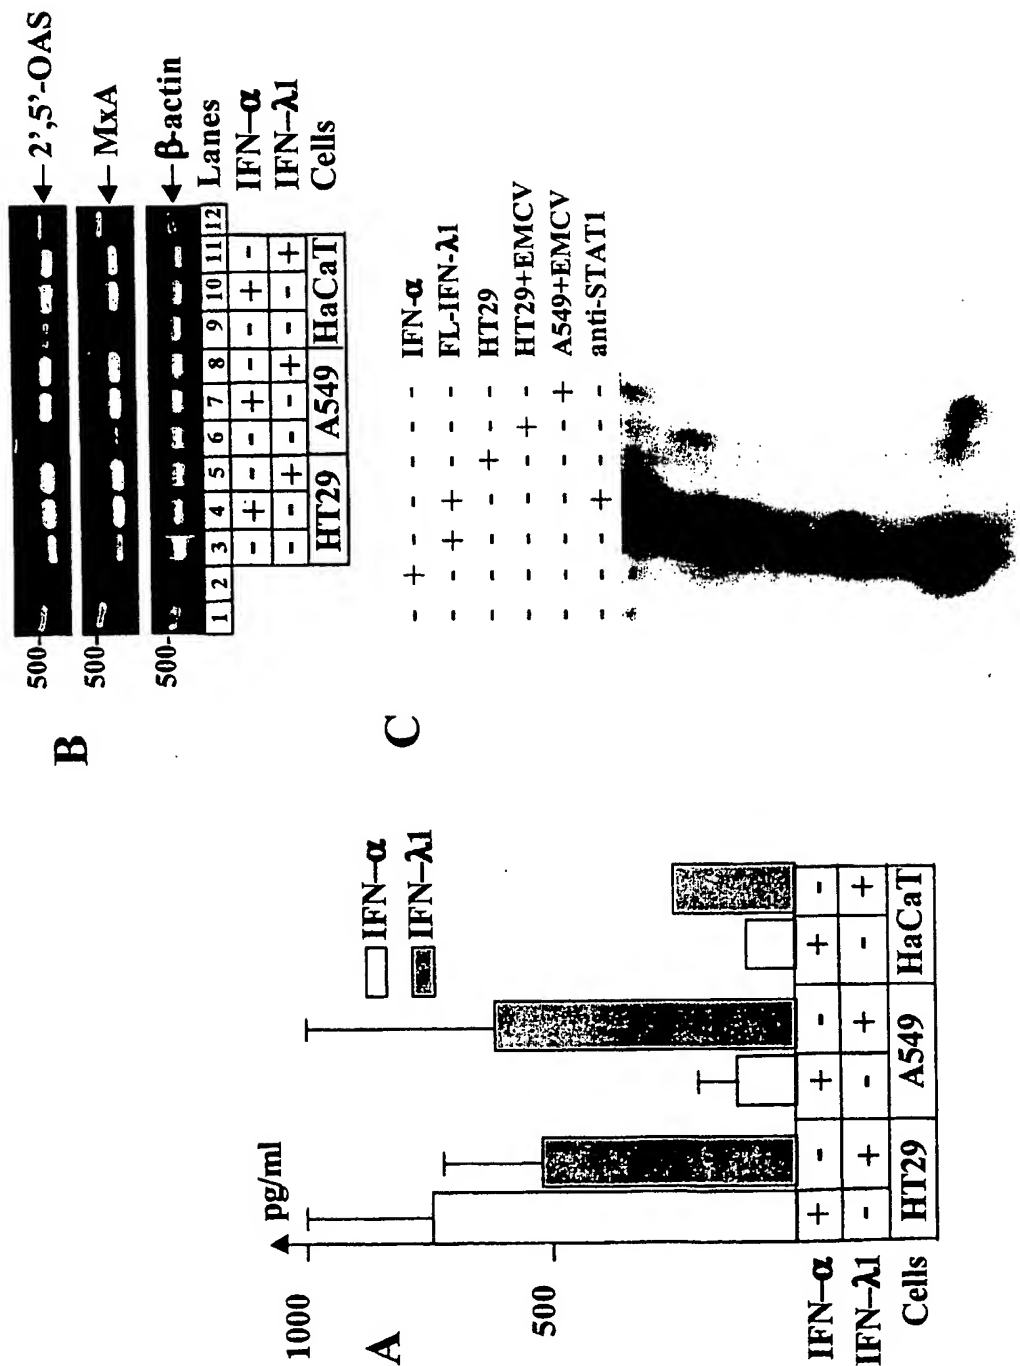 A
pg/ml
1000
500
IFN-α
IFN-λ1
IFN-α + - + - + -
IFN-λ1 - + - + - +
Cells HT29 A549 HaCaT
B
500- 2',5'-OAS
500- MxA
500- β-actin
1 2 3 4 5 6 7 8 9 10 11 12 Lanes
- + - - + - - + - IFN-α
- - + - - + - - + IFN-λ1
HT29 A549 HaCaT Cells
C
- + - - - - - IFN-α
- - + + - - - FL-IFN-λ1
- - - - + - - HT29
- - - - - + - HT29+EMCV
- - - - - - + A549+EMCV
- - - + - - - anti-STAT1